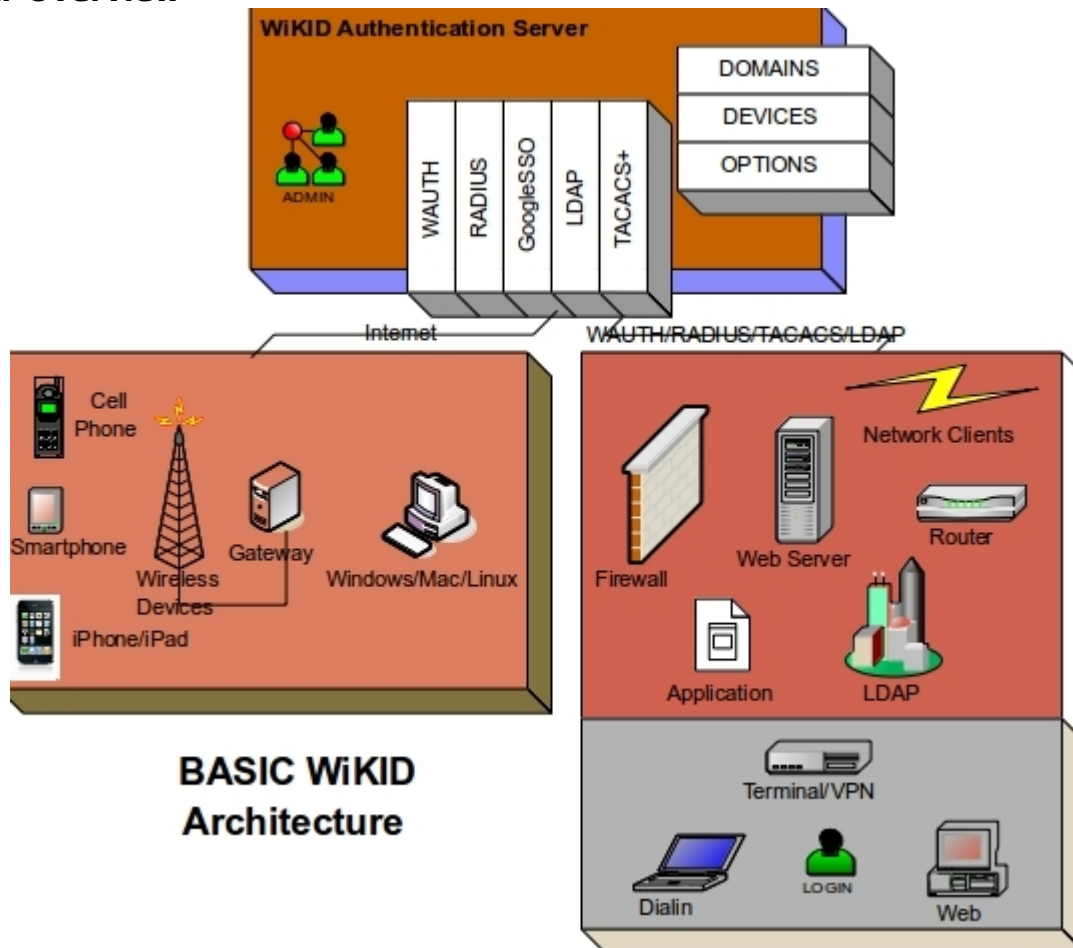 WiKID Authentication Server
DOMAINS
DEVICES
OPTIONS
ADMIN
WAUTH
RADIUS
GoogleSSO
LDAP
TACACS+
Internet
WAUTH/RADIUS/TACACS/LDAP
Cell
Phone
Smartphone
iPhone/iPad
Wireless
Devices
Gateway
Windows/Mac/Linux
Network Clients
Firewall
Web Server
Router
Application
LDAP
BASIC WiKID
Architecture
Terminal/VPN
Dialin
LOGIN
Web